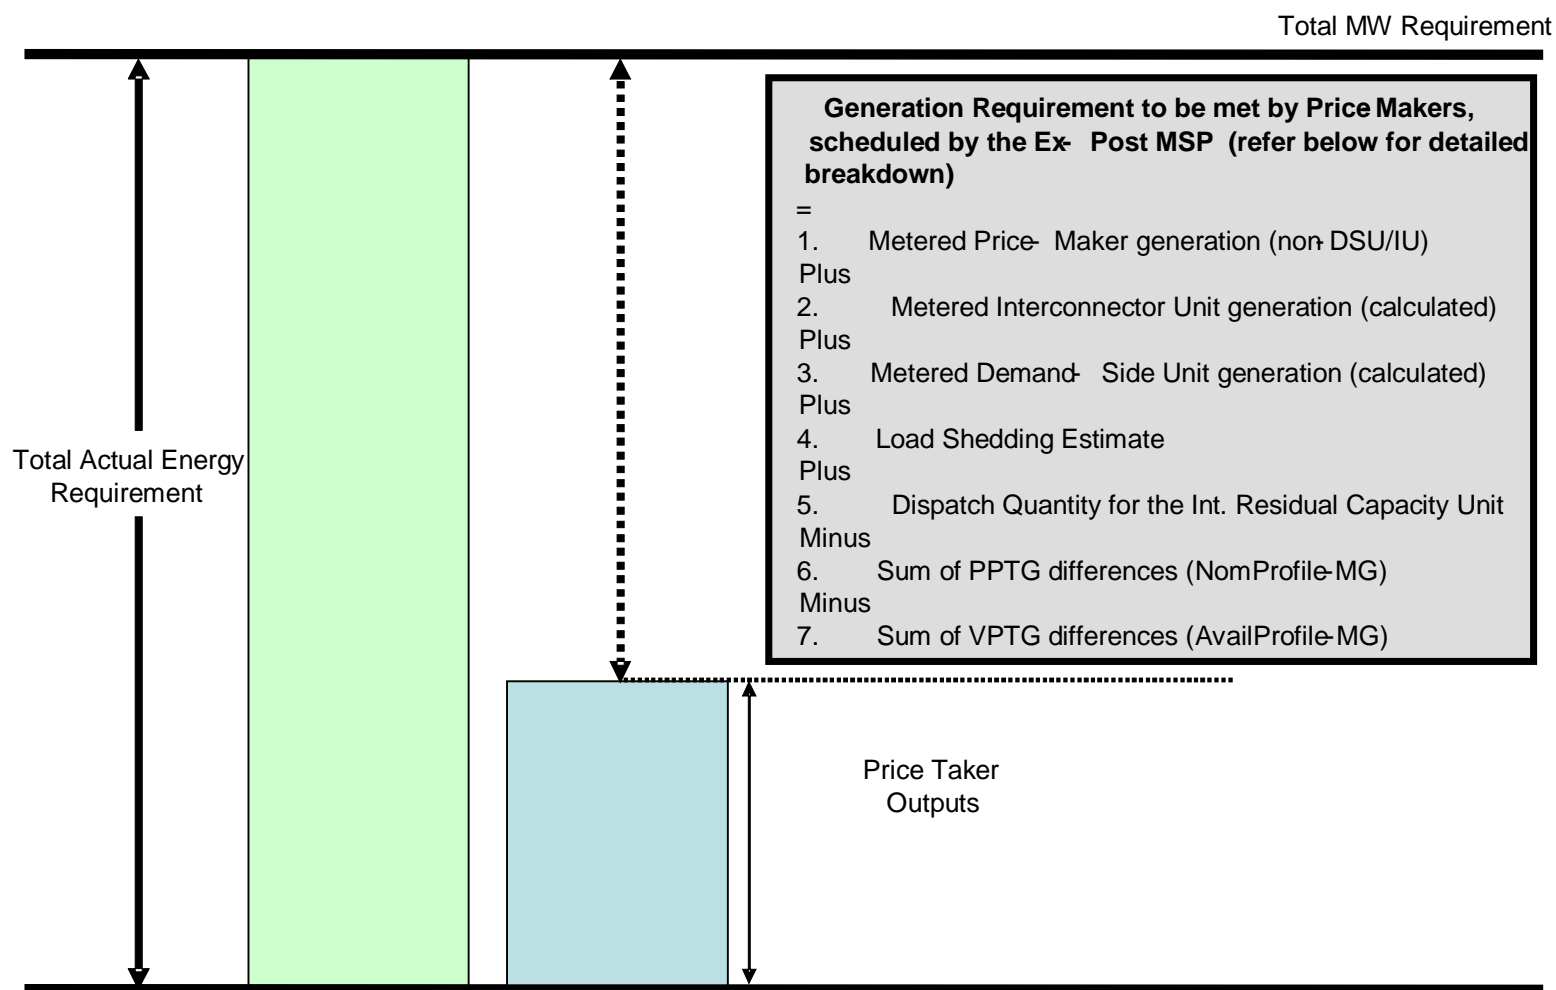 Total MW Requirement
Generation Requirement to be met by Price Makers,
scheduled by the Ex- Post MSP (refer below for detailed
breakdown)
=
1. Metered Price- Maker generation (non-DSU/IU)
Plus
2. Metered Interconnector Unit generation (calculated)
Plus
3. Metered Demand- Side Unit generation (calculated)
Plus
4. Load Shedding Estimate
Plus
5. Dispatch Quantity for the Int. Residual Capacity Unit
Minus
6. Sum of PPTG differences (NomProfile-MG)
Minus
7. Sum of VPTG differences (AvailProfile-MG)
Total Actual Energy
Requirement
Price Taker
Outputs